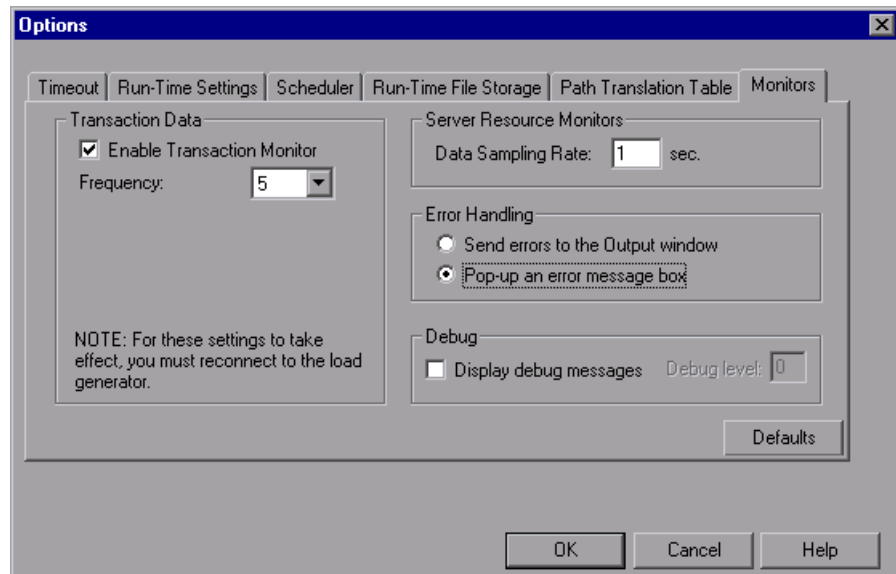 Options
Timeout
Run-Time Settings
Scheduler
Run-Time File Storage
Path Translation Table
Monitors
Transaction Data
Enable Transaction Monitor
Frequency:
5
NOTE: For these settings to take
effect, you must reconnect to the load
generator.
Server Resource Monitors
Data Sampling Rate: 1 sec.
Error Handling
Send errors to the Output window
Pop-up an error message box
Debug
Display debug messages
Debug level: 0
Defaults
OK
Cancel
Help